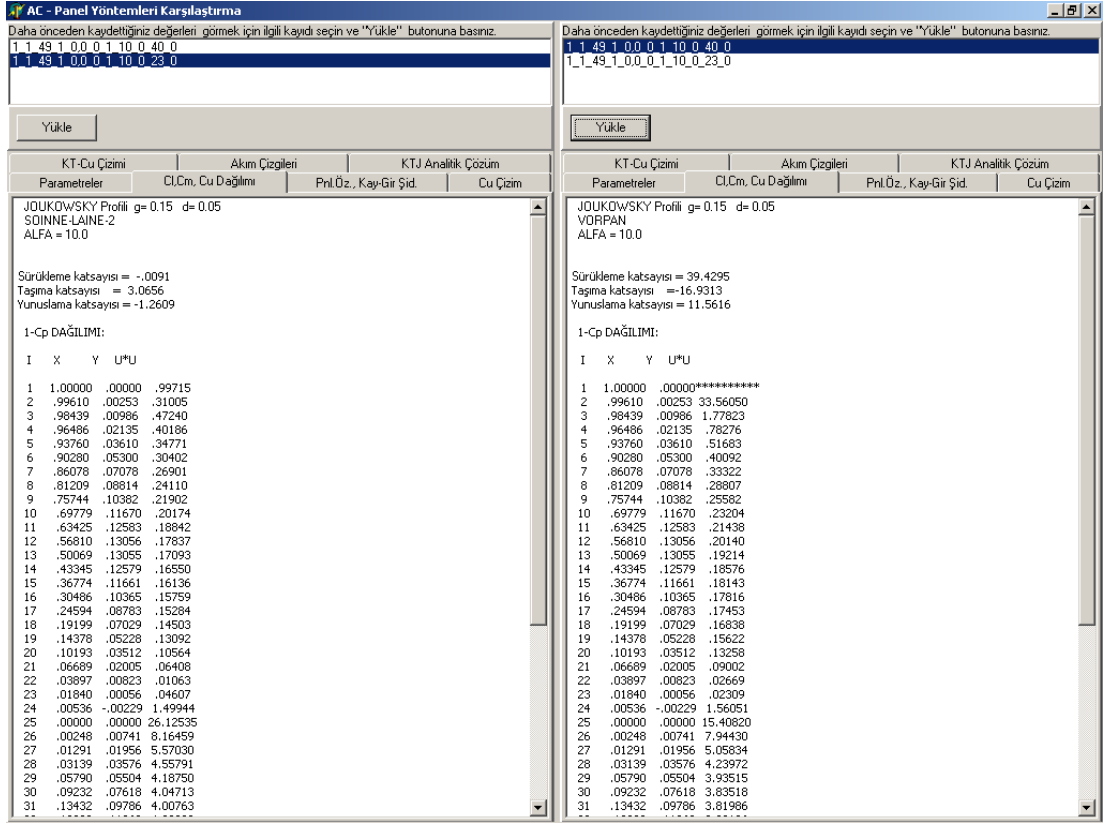 AC - Panel Yöntemleri Karşılaştırma
Daha önceden kaydettiğiniz değerleri görmek için ilgili kayıdı seçin ve "Yükle" butonuna basınız.
1_1_49_1_0,0_0_1_10_0_40_0
1_1_49_1_0,0_0_1_10_0_23_0
Yükle
KT-Cu Çizimi Akım Çizgileri KTJ Analitik Çözüm
Parametreler Cl,Cm, Cu Dağılımı Pnl.Öz., Kay-Gir Şid. Cu Çizim
JOUKOWSKY Profili g= 0.15 d= 0.05
SOINNE-LAINE-2
ALFA = 10.0
Sürükleme katsayısı = -.0091
Taşıma katsayısı = 3.0656
Yunuslama katsayısı = -1.2609
1-Cp DAĞILIMI:
I X Y U*U
1 1.00000 .00000 .99715
2 .99610 .00253 .31005
3 .98439 .00986 .47240
4 .96486 .02135 .40186
5 .93760 .03610 .34771
6 .90280 .05300 .30402
7 .86078 .07078 .26901
8 .81209 .08814 .24110
9 .75744 .10382 .21902
10 .69779 .11670 .20174
11 .63425 .12583 .18842
12 .56810 .13056 .17837
13 .50069 .13055 .17093
14 .43345 .12579 .16550
15 .36774 .11661 .16136
16 .30486 .10365 .15759
17 .24594 .08783 .15284
18 .19199 .07029 .14503
19 .14378 .05228 .13092
20 .10193 .03512 .10564
21 .06689 .02005 .06408
22 .03897 .00823 .01063
23 .01840 .00056 .04607
24 .00536 -.00229 1.49944
25 .00000 .00000 26.12535
26 .00248 .00741 8.16459
27 .01291 .01956 5.57030
28 .03139 .03576 4.55791
29 .05790 .05504 4.18750
30 .09232 .07618 4.04713
31 .13432 .09786 4.00763
Daha önceden kaydettiğiniz değerleri görmek için ilgili kayıdı seçin ve "Yükle" butonuna basınız.
1_1_49_1_0,0_0_1_10_0_40_0
1_1_49_1_0,0_0_1_10_0_23_0
Yükle
KT-Cu Çizimi Akım Çizgileri KTJ Analitik Çözüm
Parametreler Cl,Cm, Cu Dağılımı Pnl.Öz., Kay-Gir Şid. Cu Çizim
JOUKOWSKY Profili g= 0.15 d= 0.05
VORPAN
ALFA = 10.0
Sürükleme katsayısı = 39.4295
Taşıma katsayısı =-16.9313
Yunuslama katsayısı = 11.5616
1-Cp DAĞILIMI:
I X Y U*U
1 1.00000 .00000**********
2 .99610 .00253 33.56050
3 .98439 .00986 1.77823
4 .96486 .02135 .78276
5 .93760 .03610 .51683
6 .90280 .05300 .40092
7 .86078 .07078 .33322
8 .81209 .08814 .28807
9 .75744 .10382 .25582
10 .69779 .11670 .23204
11 .63425 .12583 .21438
12 .56810 .13056 .20140
13 .50069 .13055 .19214
14 .43345 .12579 .18576
15 .36774 .11661 .18143
16 .30486 .10365 .17816
17 .24594 .08783 .17453
18 .19199 .07029 .16838
19 .14378 .05228 .15622
20 .10193 .03512 .13258
21 .06689 .02005 .09002
22 .03897 .00823 .02669
23 .01840 .00056 .02309
24 .00536 -.00229 1.56051
25 .00000 .00000 15.40820
26 .00248 .00741 7.94430
27 .01291 .01956 5.05834
28 .03139 .03576 4.23972
29 .05790 .05504 3.93515
30 .09232 .07618 3.83518
31 .13432 .09786 3.81986